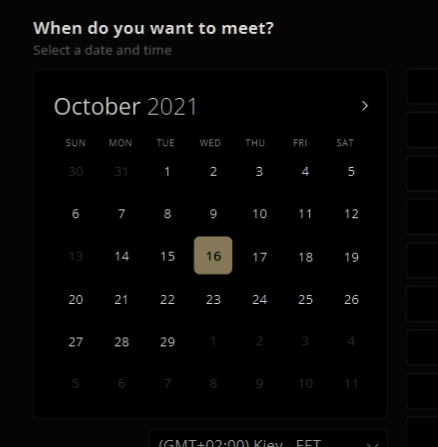 When do you want to meet?
Select a date and time
October 2021
SUN MON TUE WED THU FRI SAT
30 31 1 2 3 4 5
6 7 8 9 10 11 12
13 14 15 16 17 18 19
20 21 22 23 24 25 26
27 28 29 1 2 3 4
5 6 7 8 9 10 11
(GMT+02:00) Kiev EET